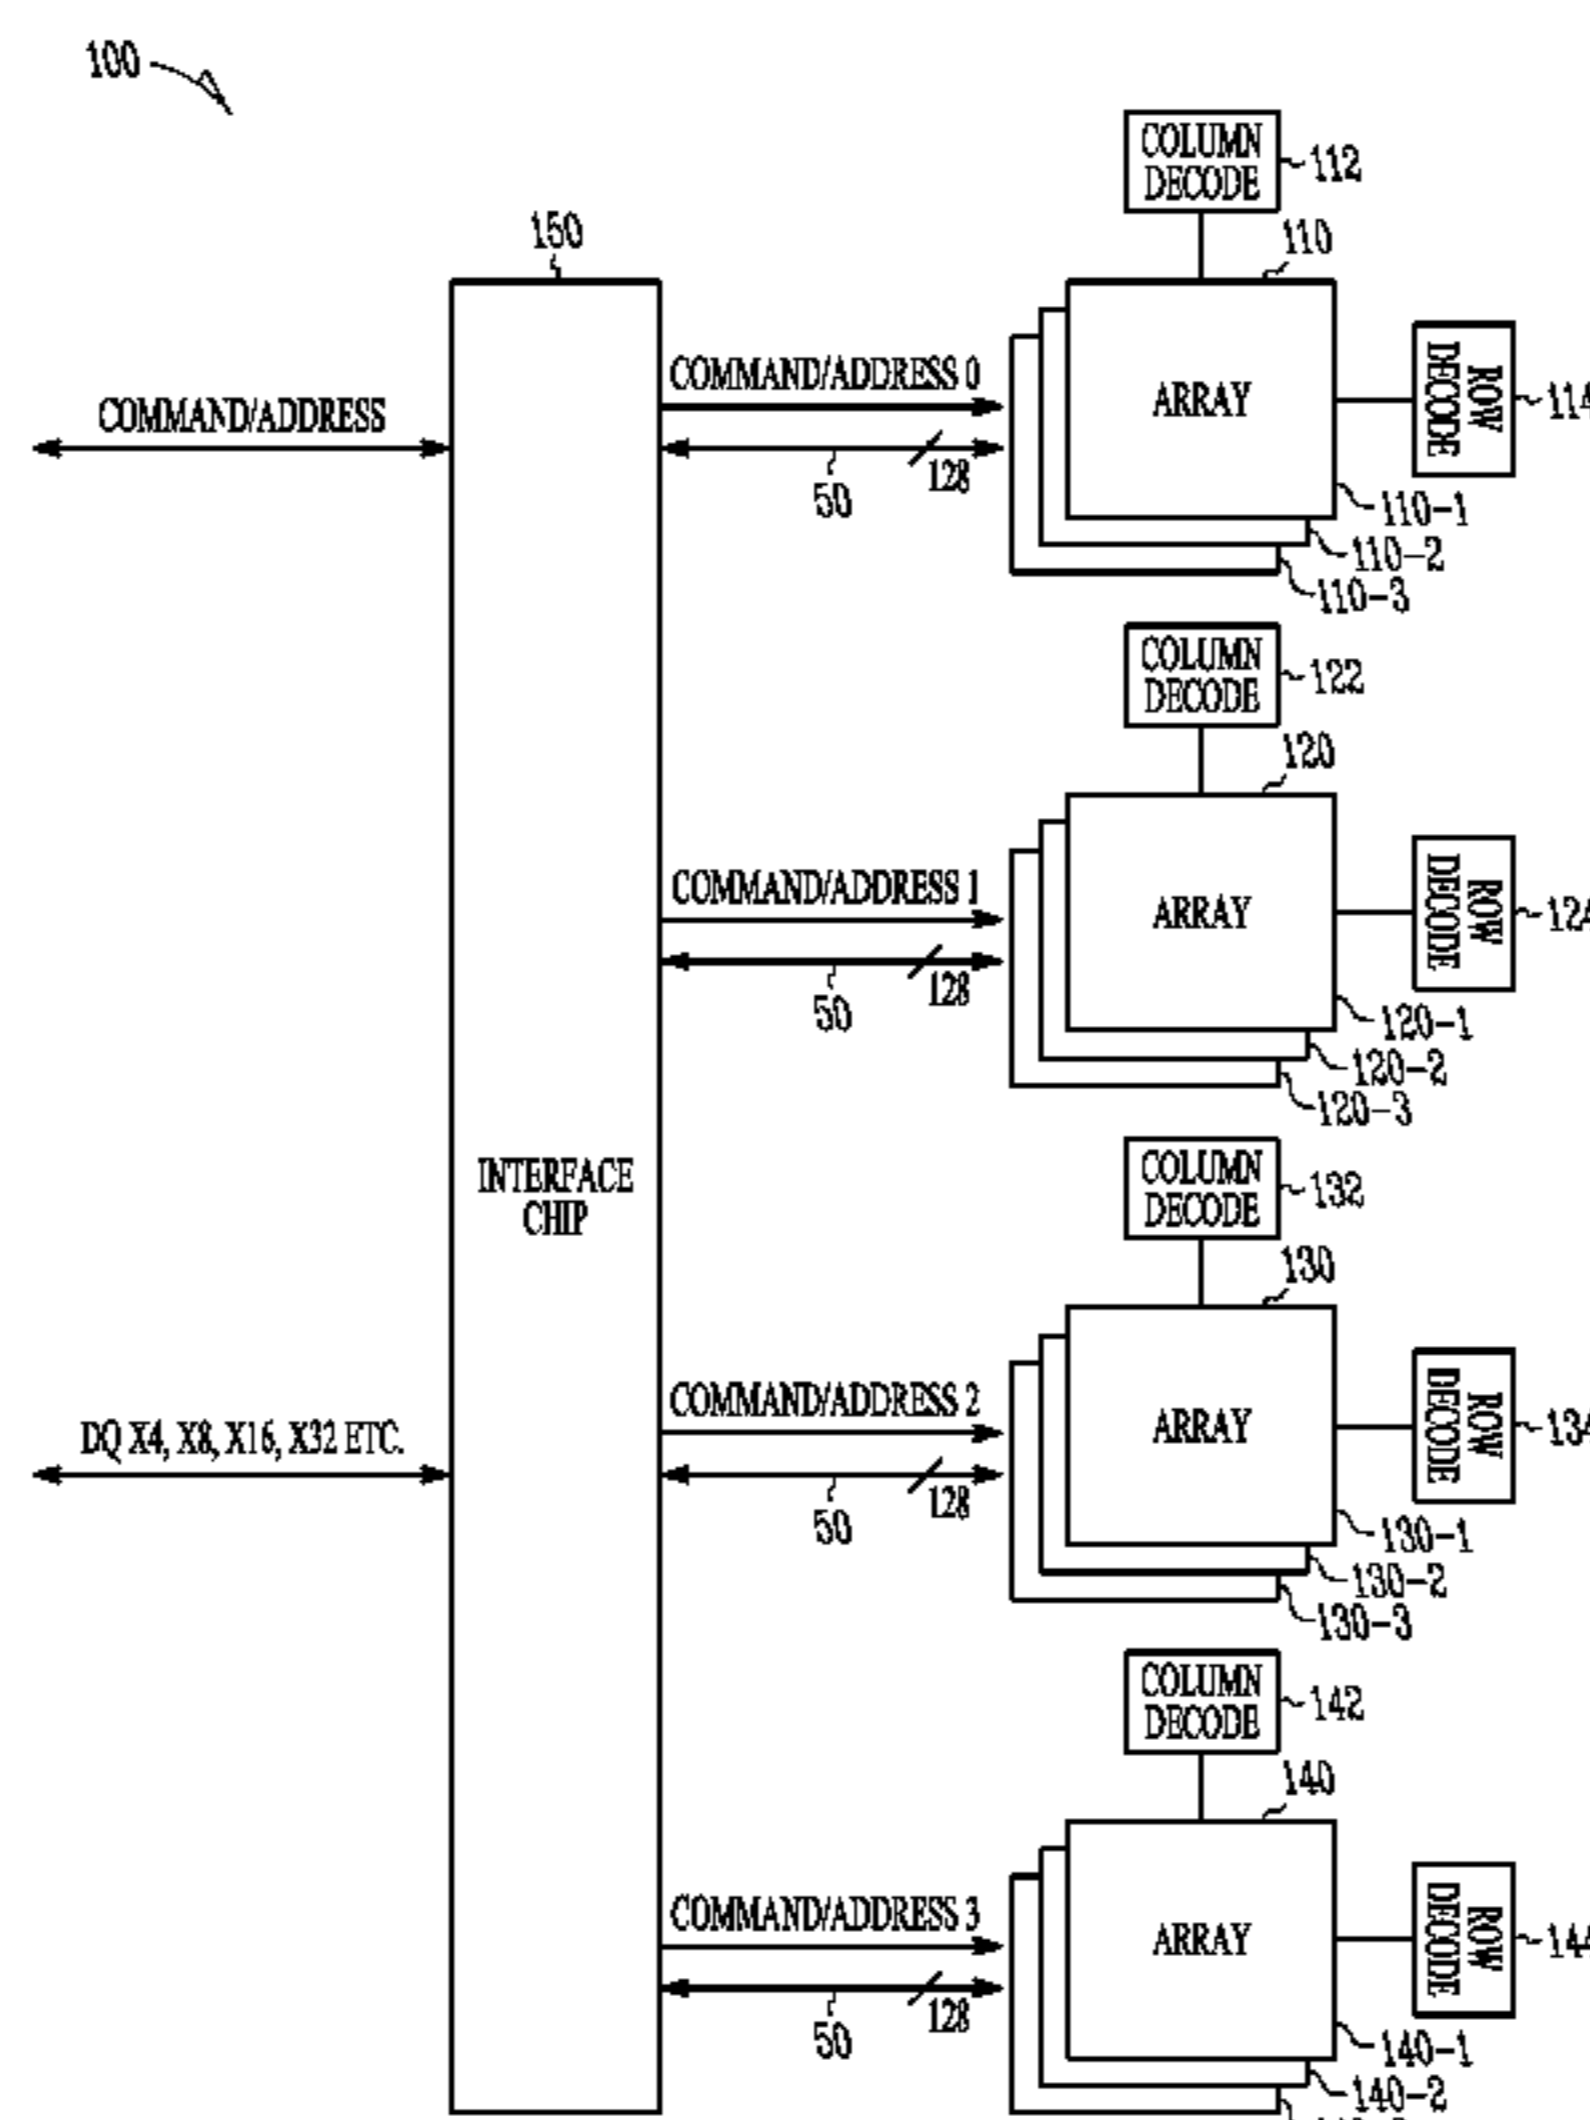 100
COLUMN
DECODE
112
110
150
COMMAND/ADDRESS 0
COMMAND/ADDRESS
ARRAY
ROW
DECODE
50
128
110-1
110-2
110-3
COLUMN
DECODE
122
120
COMMAND/ADDRESS 1
ARRAY
ROW
DECODE
50
128
120-1
120-2
120-3
INTERFACE
CHIP
COLUMN
DECODE
132
130
COMMAND/ADDRESS 2
DQ X4, X8, X16, X32 ETC.
ARRAY
ROW
DECODE
50
128
130-1
130-2
130-3
COLUMN
DECODE
142
140
COMMAND/ADDRESS 3
ARRAY
ROW
DECODE
50
128
140-1
140-2